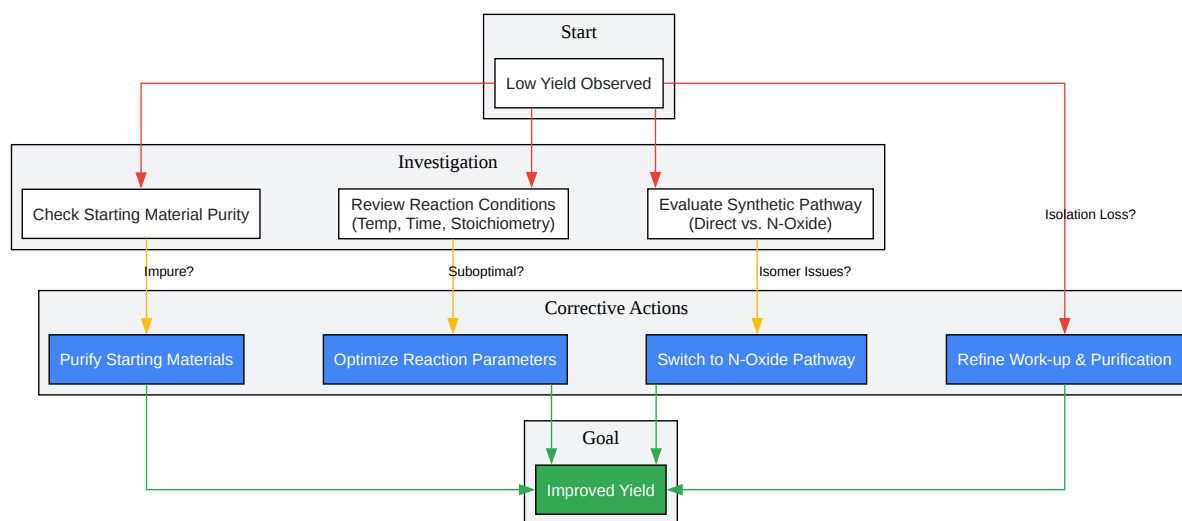 Start
Low Yield Observed
Investigation
Check Starting Material Purity
Review Reaction Conditions
(Temp, Time, Stoichiometry)
Evaluate Synthetic Pathway
(Direct vs. N-Oxide)
Isolation Loss?
Impure?
Suboptimal?
Isomer Issues?
Corrective Actions
Purify Starting Materials
Optimize Reaction Parameters
Switch to N-Oxide Pathway
Refine Work-up & Purification
Goal
Improved Yield